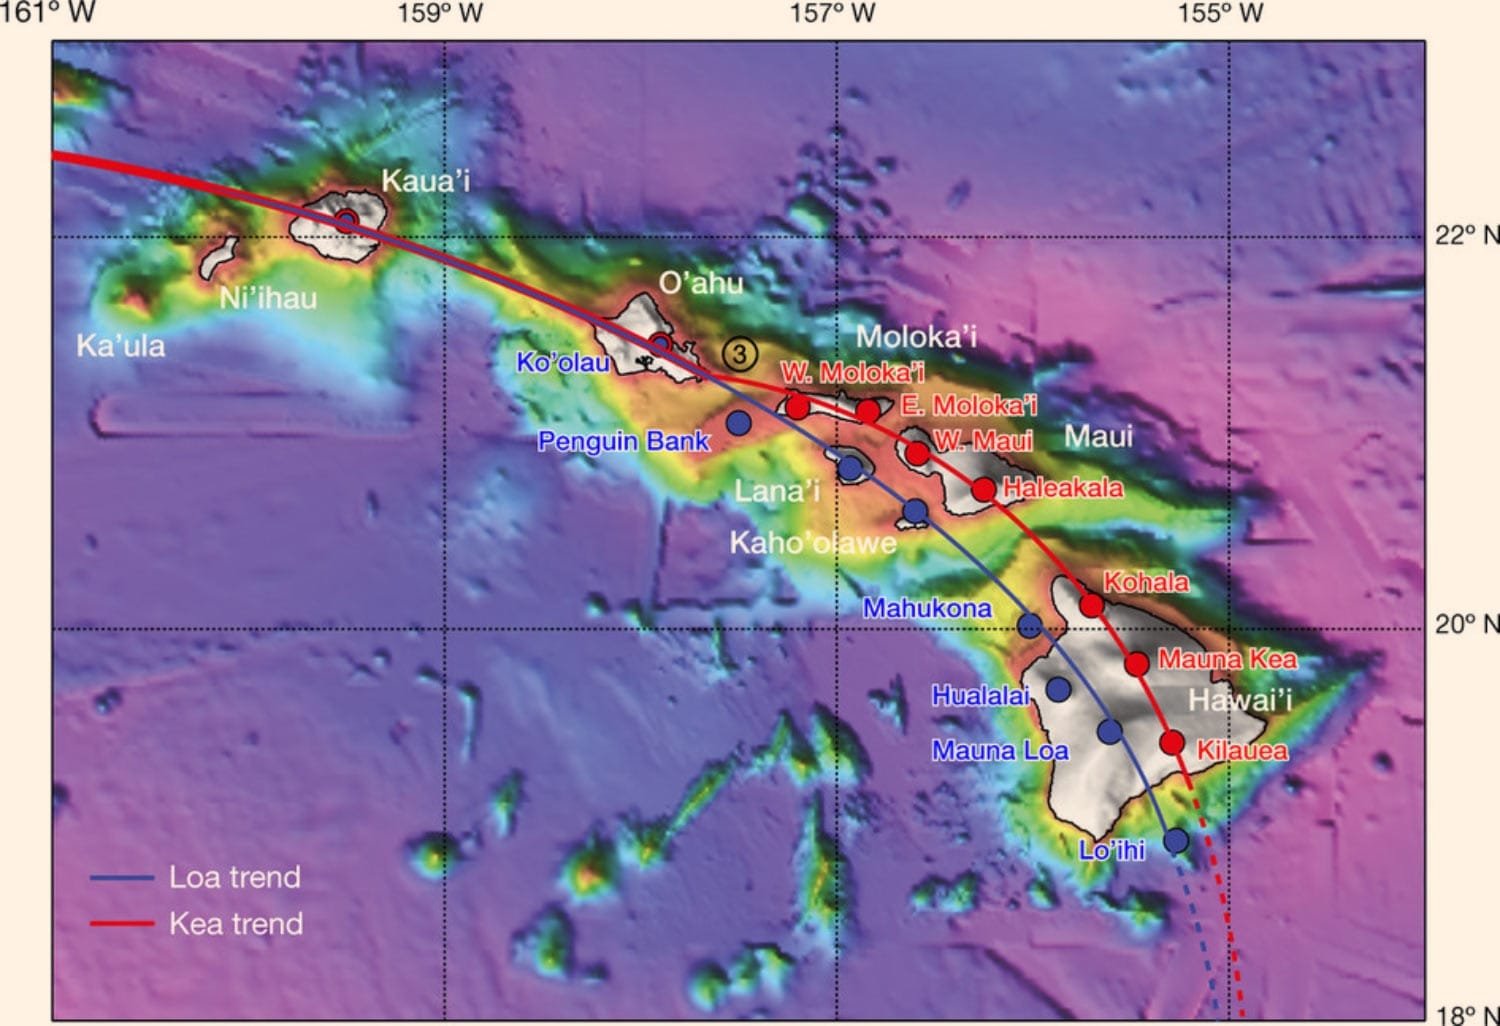 161° W
159° W
157° W
155° W
Kaua'i
22° N
Ni'ihau
O'ahu
Ka'ula
Moloka'i
3
Ko'olau
W. Moloka'i
E. Moloka'i
Penguin Bank
W. Maui
Maui
Lana'i
Haleakala
Kaho'olawe
Kohala
Mahukona
20° N
Mauna Kea
Hualalai
Hawai'i
Mauna Loa
Kilauea
Lo'ihi
Loa trend
Kea trend
18° N